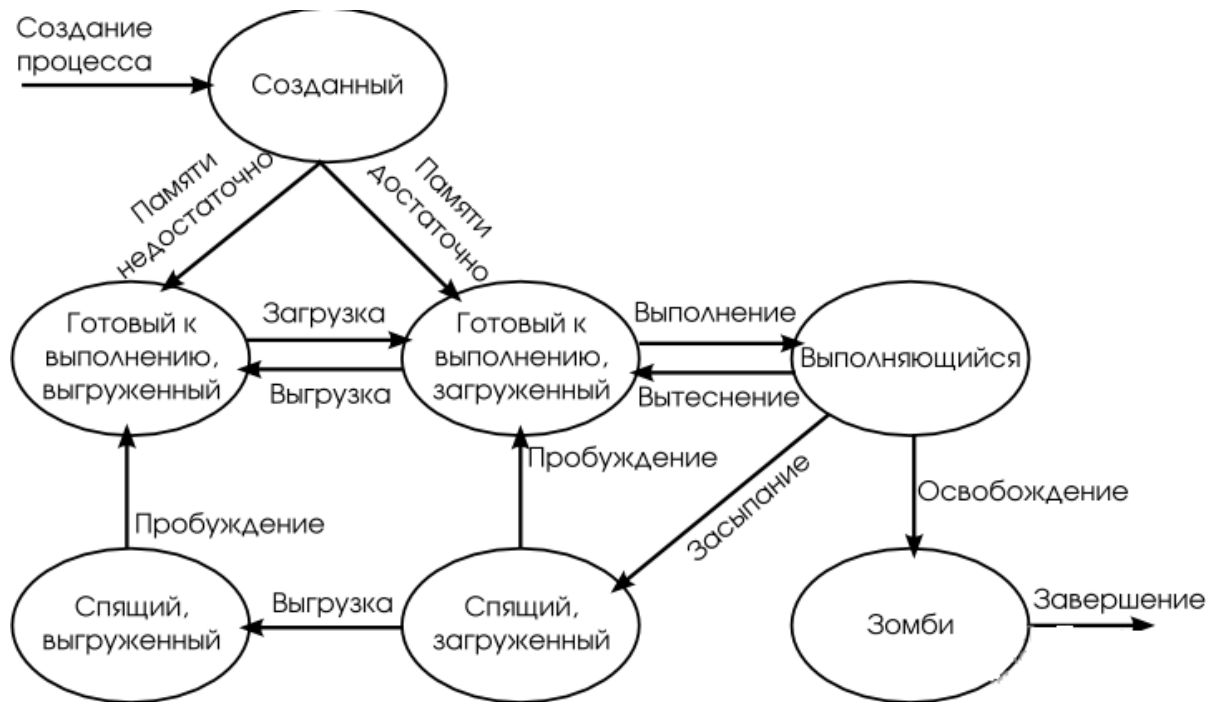 Создание
процесса
Созданный
Памяти
недостаточно
Памяти
достаточно
Готовый к
выполнению,
выгруженный
Загрузка
Выгрузка
Готовый к
выполнению,
загруженный
Выполнение
Вытеснение
Выполняющийся
Пробуждение
Пробуждение
Засыпание
Освобождение
Спящий,
выгруженный
Выгрузка
Спящий,
загруженный
Зомби
Завершение